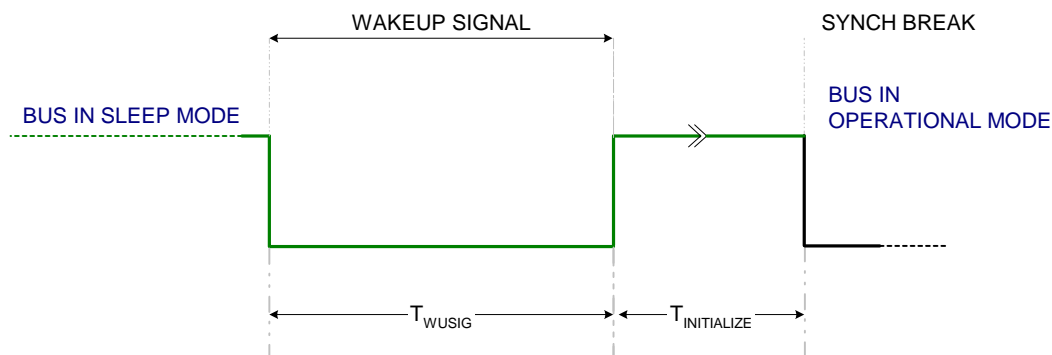 WAKEUP SIGNAL
SYNCH BREAK
BUS IN SLEEP MODE
BUS IN
OPERATIONAL MODE
TWUSIG
TINITIALIZE